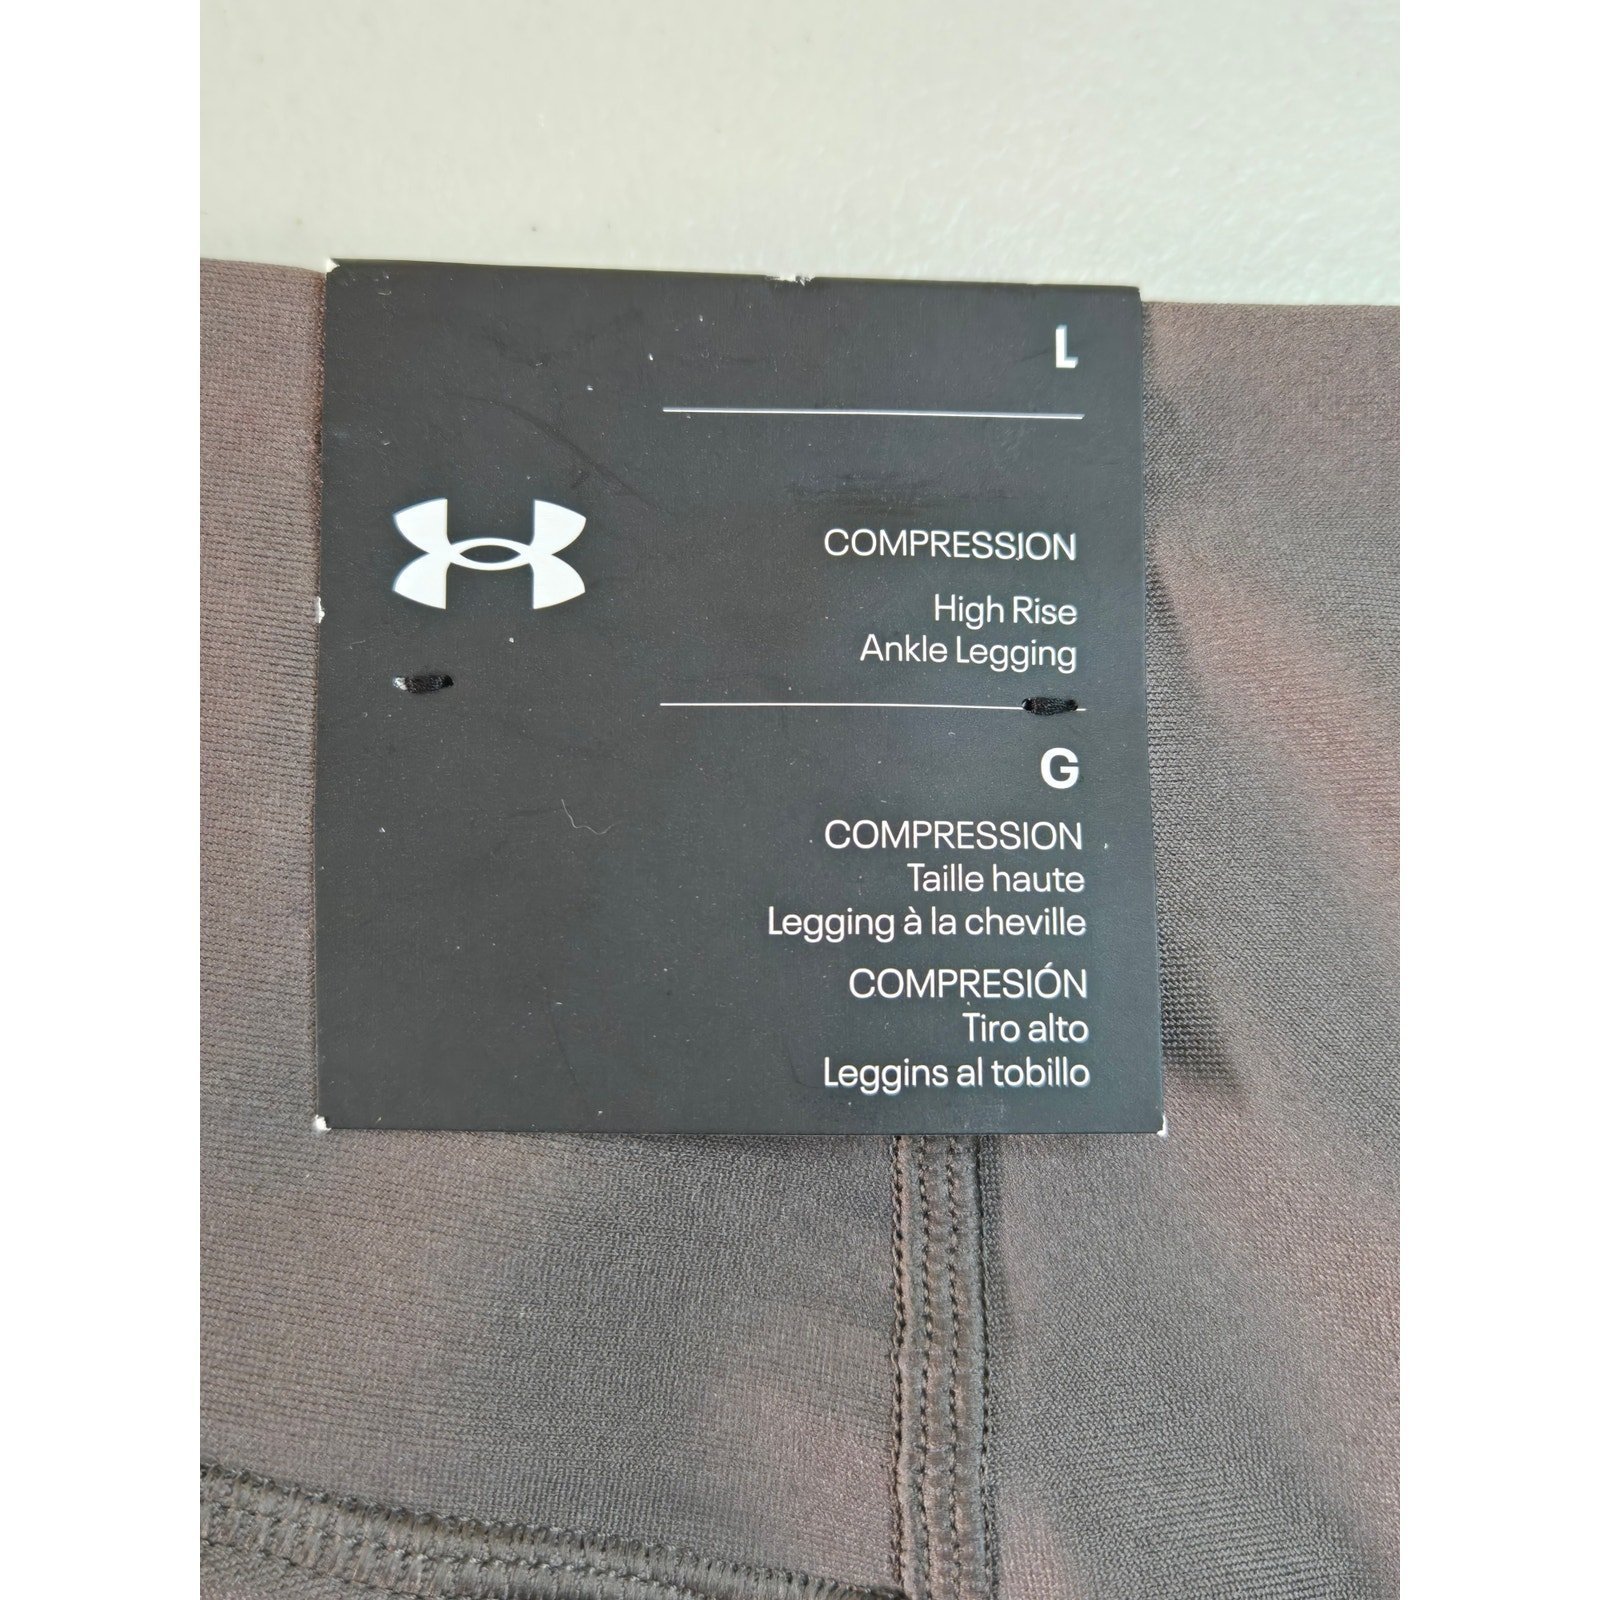 L
COMPRESSION
High Rise
Ankle Legging
G
COMPRESSION
Taille haute
Legging à la cheville
COMPRESIÓN
Tiro alto
Leggins al tobillo